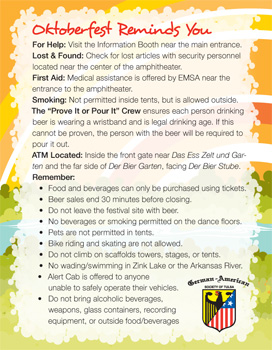 Oktoberfest Reminds You
For Help: Visit the Information Booth near the main entrance.
Lost & Found: Check for lost articles with security personnel
located near the center of the amphitheater.
First Aid: Medical assistance is offered by EMSA near the
entrance to the amphitheater.
Smoking: Not permitted inside tents, but is allowed outside.
The “Prove It or Pour It” Crew ensures each person drinking
beer is wearing a wristband and is legal drinking age. If this
cannot be proven, the person with the beer will be required to
pour it out.
ATM Located: Inside the front gate near Das Ess Zelt und Gar-
ten and the far side of Der Bier Garten, facing Der Bier Stube.
Remember:
• Food and beverages can only be purchased using tickets.
• Beer sales end 30 minutes before closing.
• Do not leave the festival site with beer.
• No beverages or smoking permitted on the dance floors.
• Pets are not permitted in tents.
• Bike riding and skating are not allowed.
• Do not climb on scaffolds towers, stages, or tents.
• No wading/swimming in Zink Lake or the Arkansas River.
• Alert Cab is offered to anyone
unable to safely operate their vehicles.
• Do not bring alcoholic beverages,
weapons, glass containers, recording
equipment, or outside food/beverages
German-American
SOCIETY OF TULSA